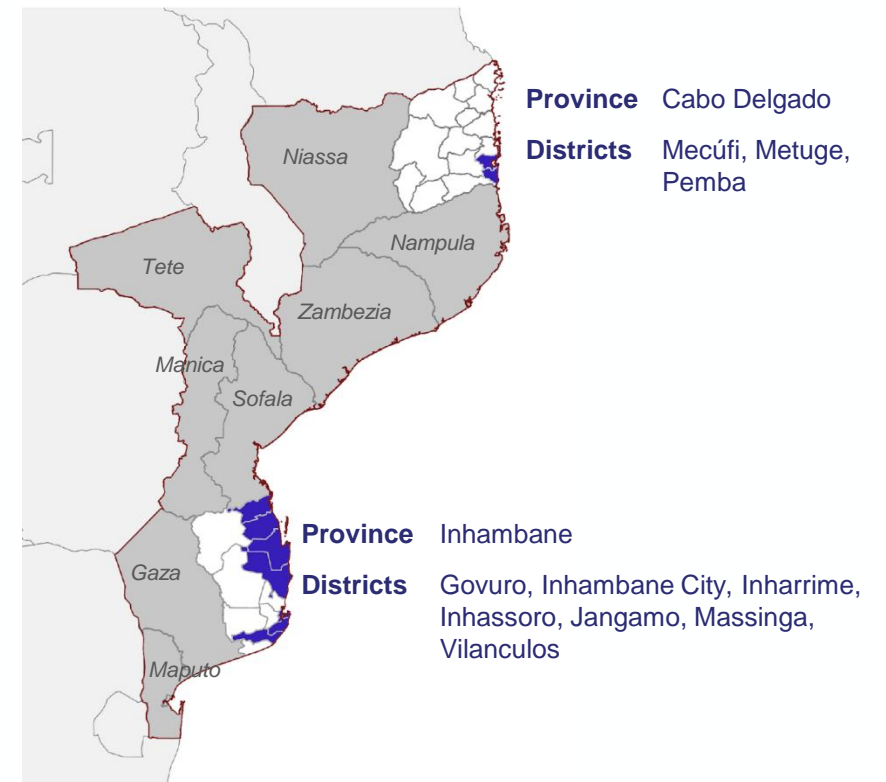 Province Cabo Delgado
Districts Mecúfi, Metuge,
Pemba
Niassa
Nampula
Tete
Zambezia
Manica
Sofala
Province Inhambane
Gaza
Districts Govuro, Inhambane City, Inharrime,
Inhassoro, Jangamo, Massinga,
Vilanculos
Maputo